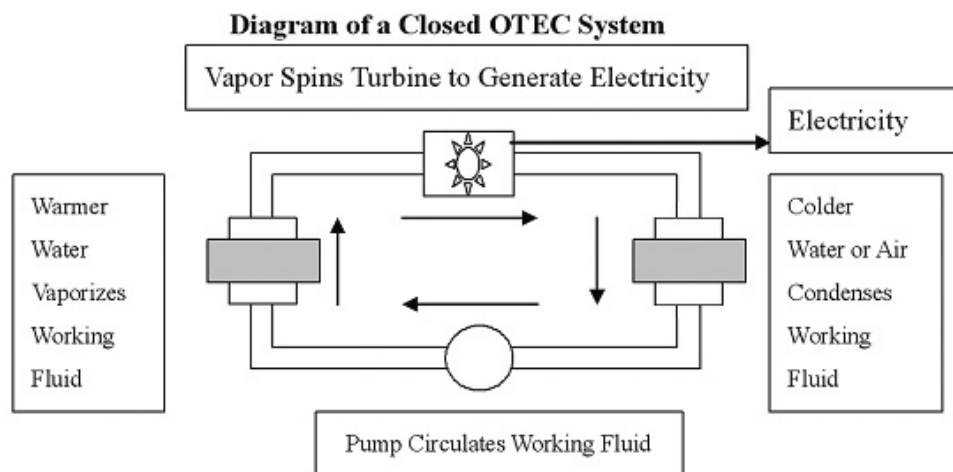 Diagram of a Closed OTEC System
Vapor Spins Turbine to Generate Electricity
Electricity
Warmer
Water
Vaporizes
Working
Fluid
Colder
Water or Air
Condenses
Working
Fluid
Pump Circulates Working Fluid